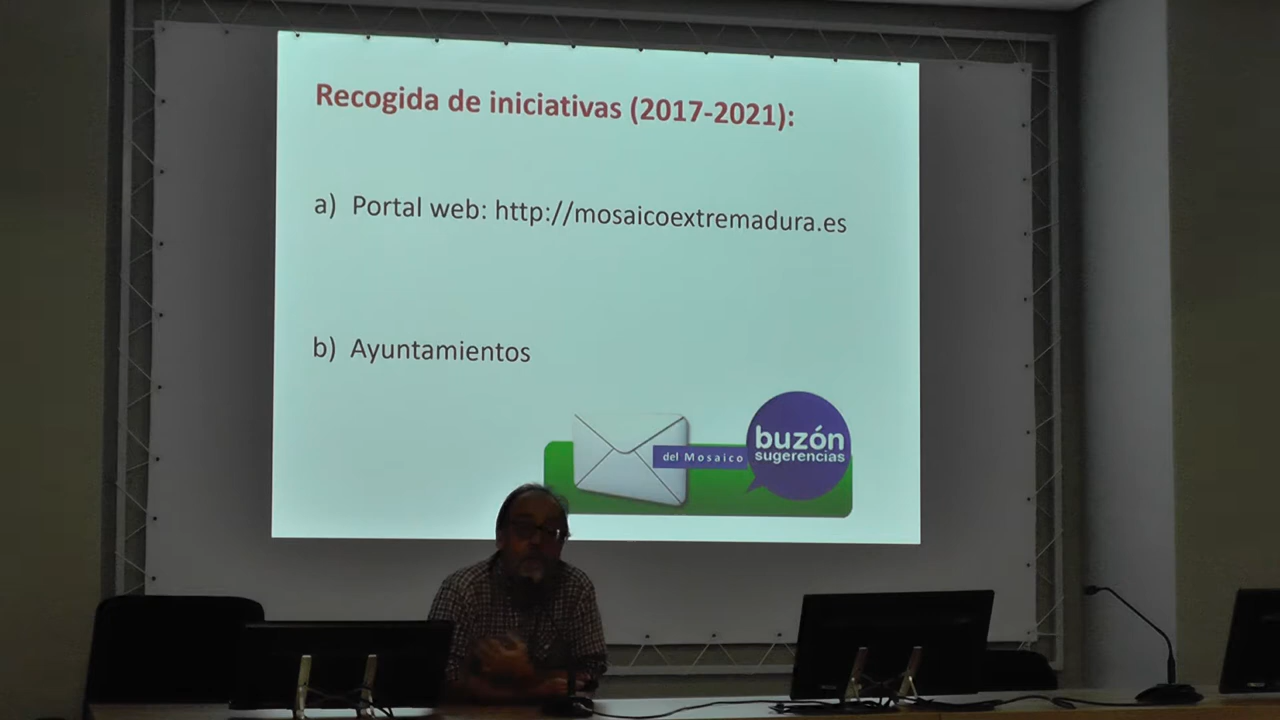 Recogida de iniciativas (2017-2021):
a) Portal web: http://mosaicoextremadura.es
b) Ayuntamientos
del Mosaico
buzón
sugerencias